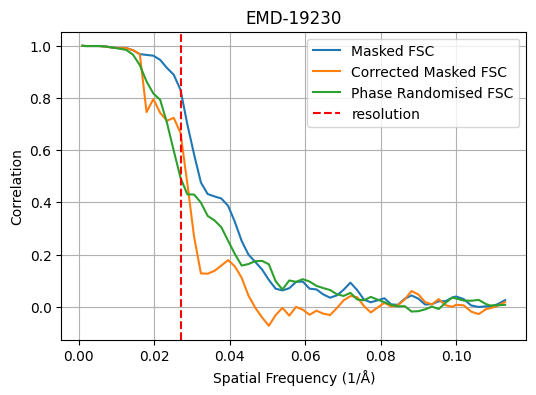 EMD-19230
Masked FSC
Corrected Masked FSC
Phase Randomised FSC
resolution
Correlation
1.0
0.8
0.6
0.4
0.2
0.0
0.00 0.02 0.04 0.06 0.08 0.10
Spatial Frequency (1/Å)